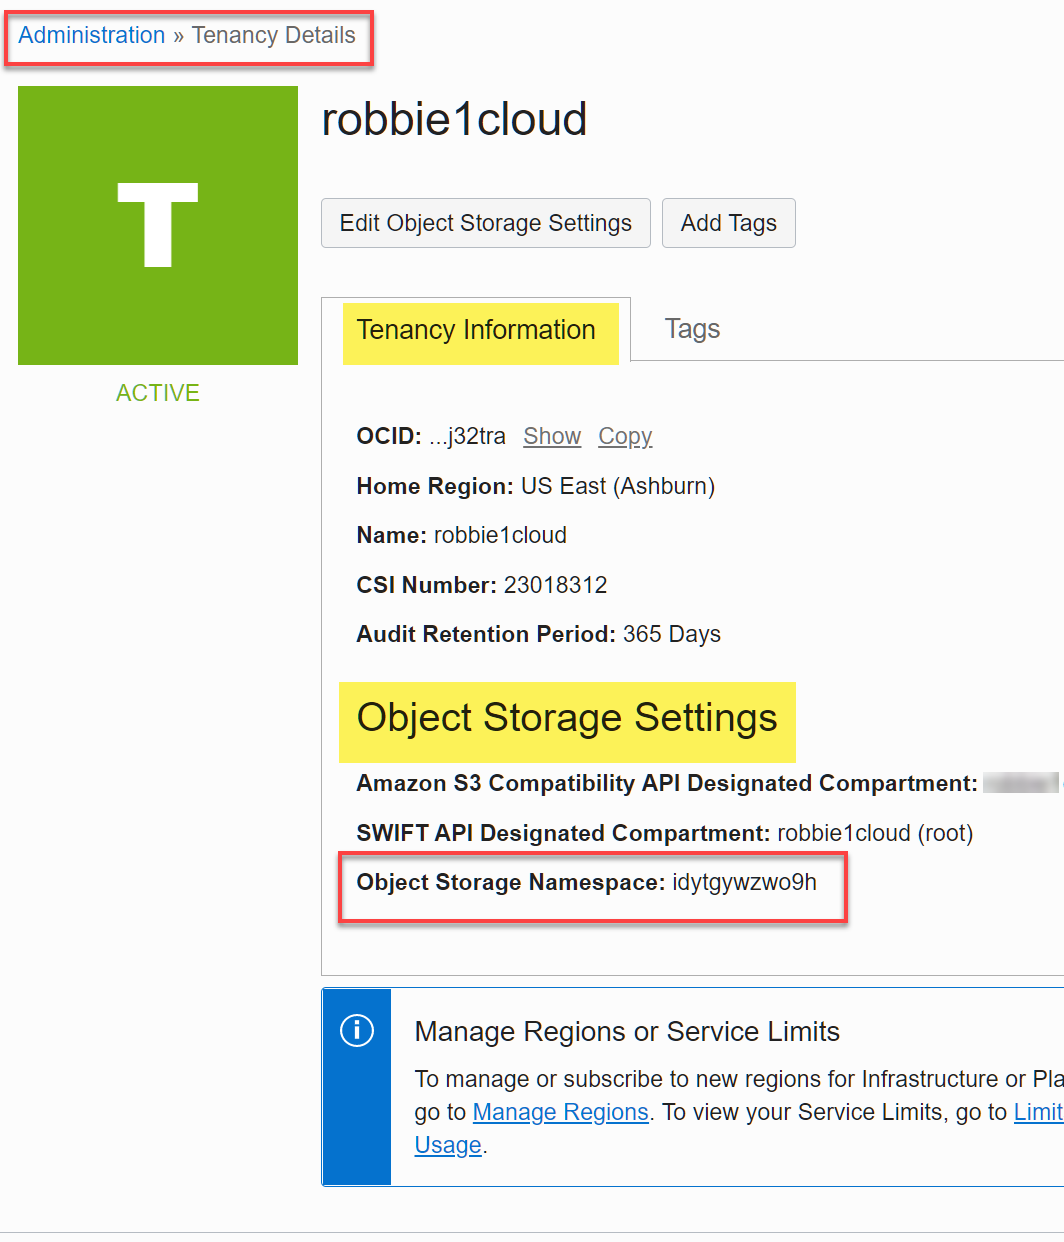 Administration » Tenancy Details
T
ACTIVE
robbie1cloud
Edit Object Storage Settings
Add Tags
Tenancy Information
Tags
OCID: ...j32tra Show Copy
Home Region: US East (Ashburn)
Name: robbie1cloud
CSI Number: 23018312
Audit Retention Period: 365 Days
Object Storage Settings
Amazon S3 Compatibility API Designated Compartment:
SWIFT API Designated Compartment: robbie1cloud (root)
Object Storage Namespace: idytgywzwo9h
Manage Regions or Service Limits
To manage or subscribe to new regions for Infrastructure or Pla
go to Manage Regions. To view your Service Limits, go to Limit
Usage.